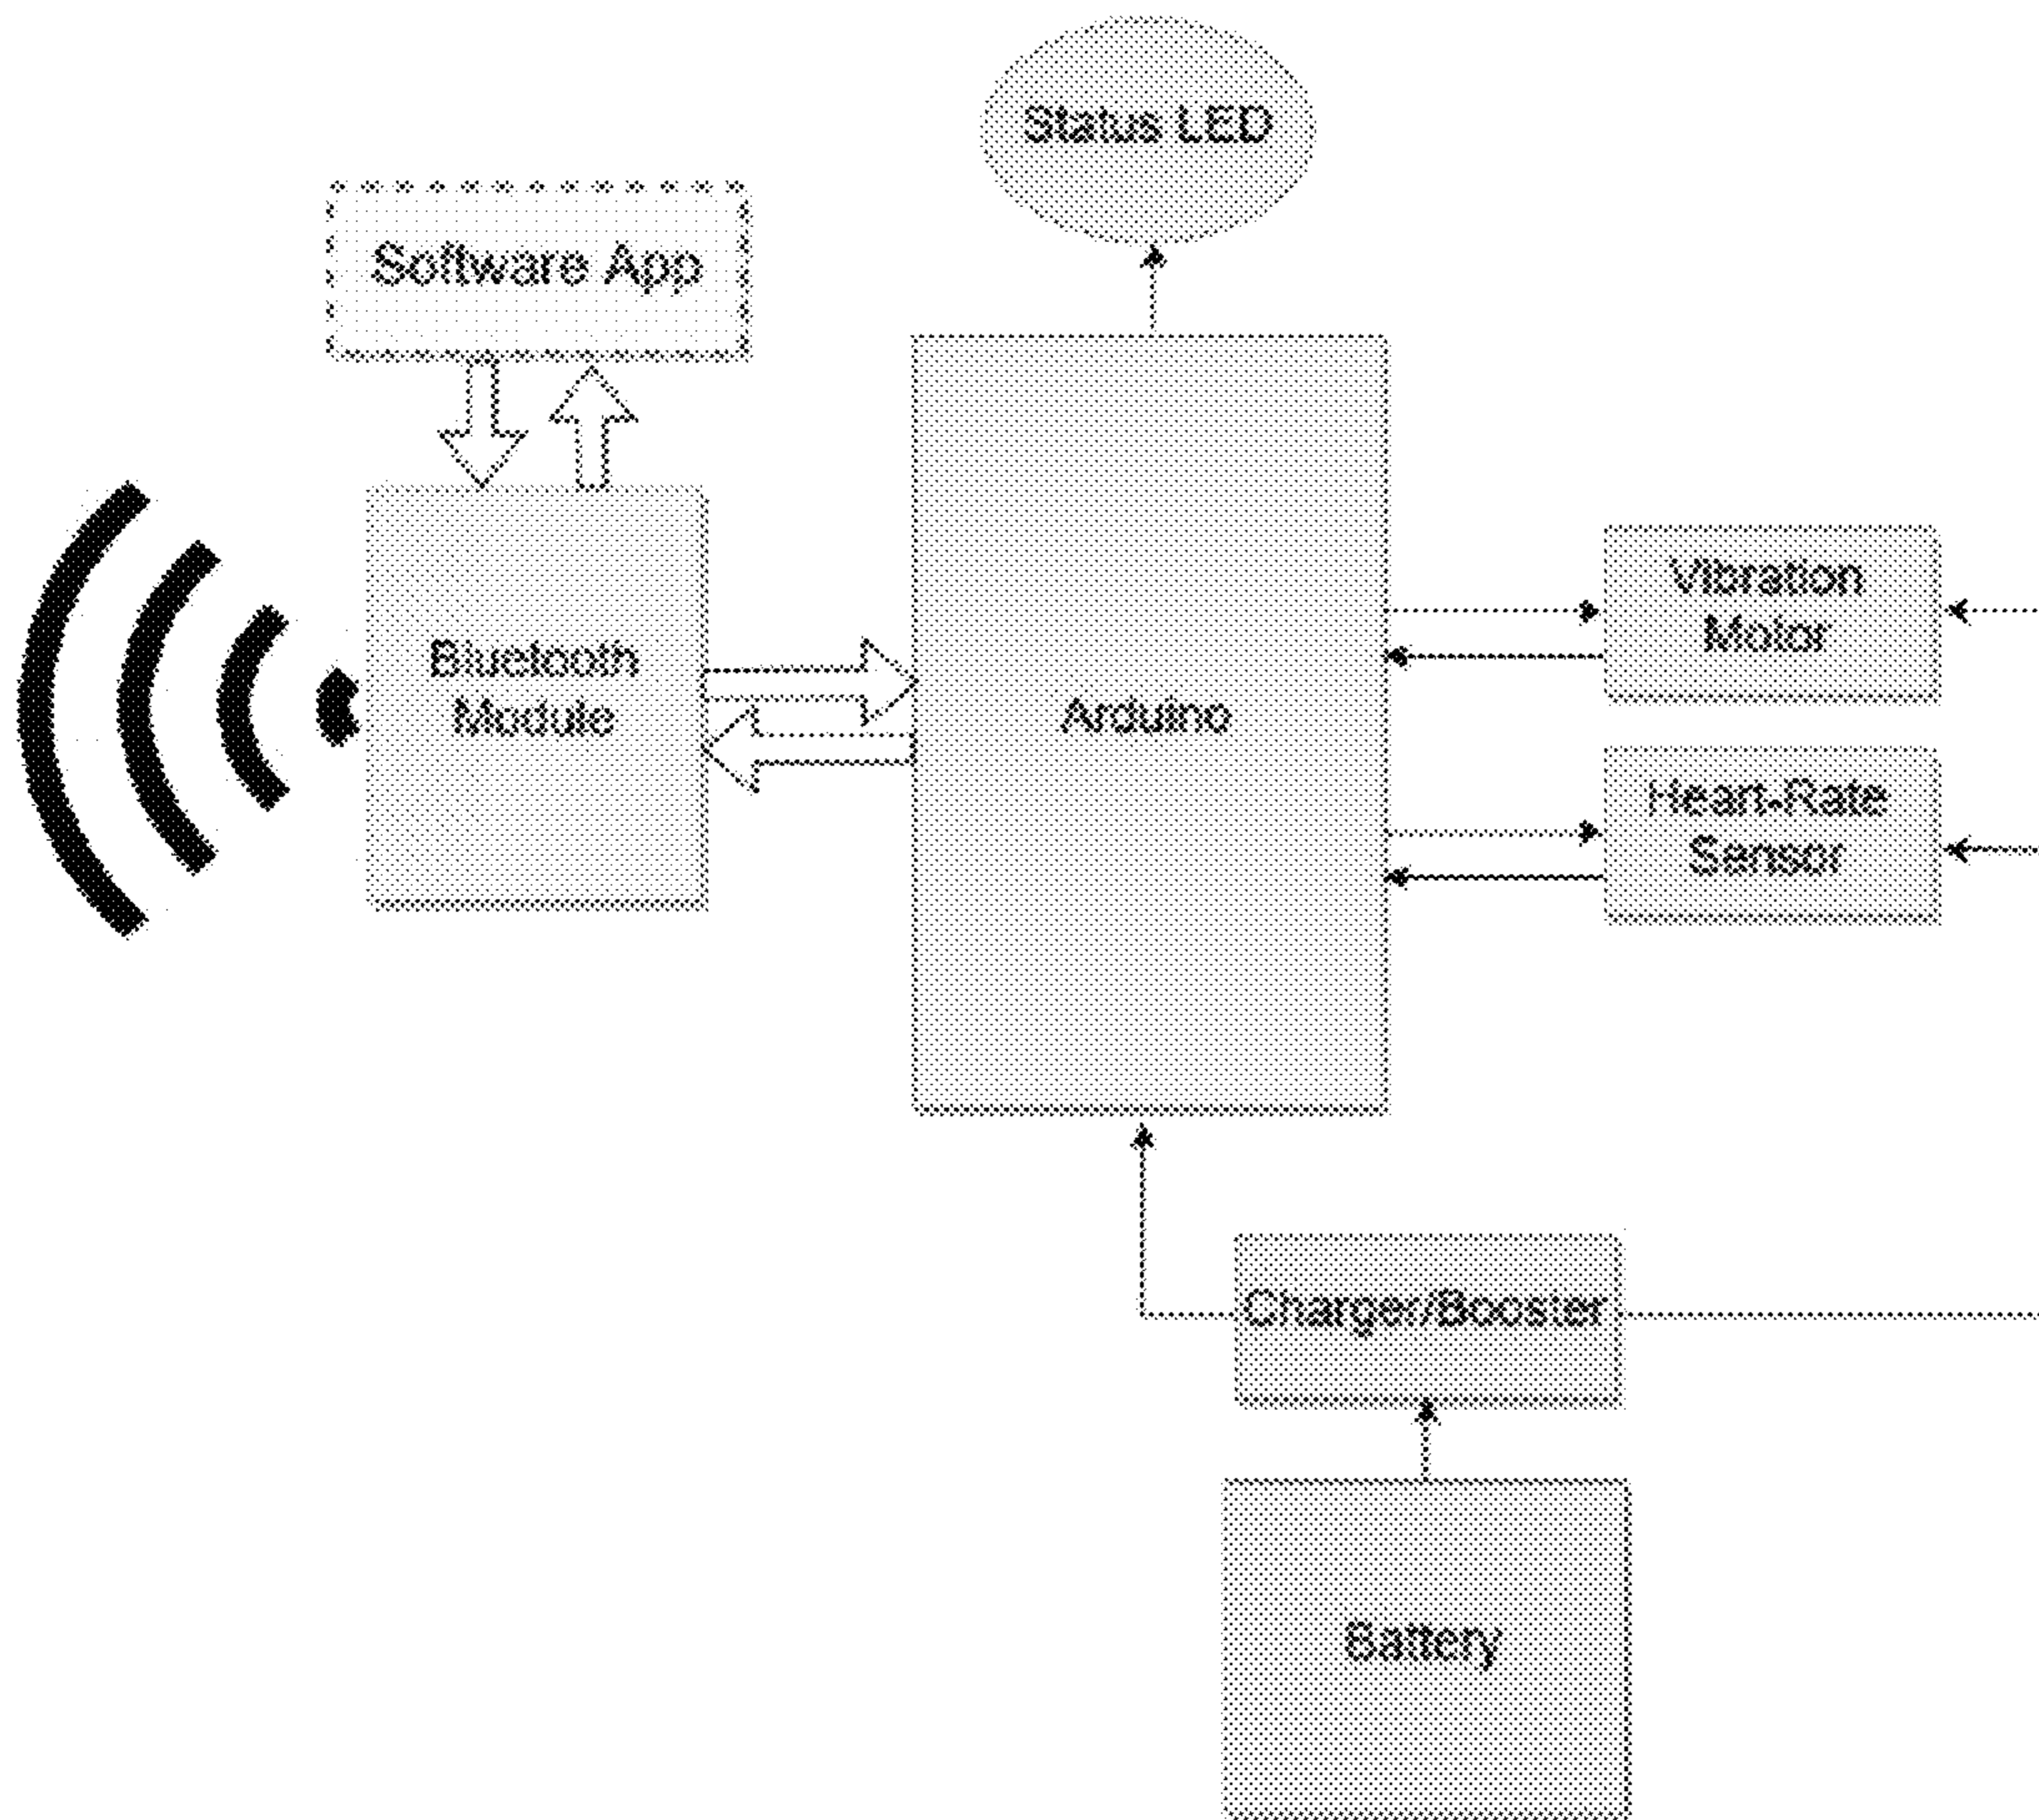 Status LED
Software App
Bluetooth
Module
Arduino
Vibration
Motor
Heart-Rate
Sensor
Charger/Booster
Battery